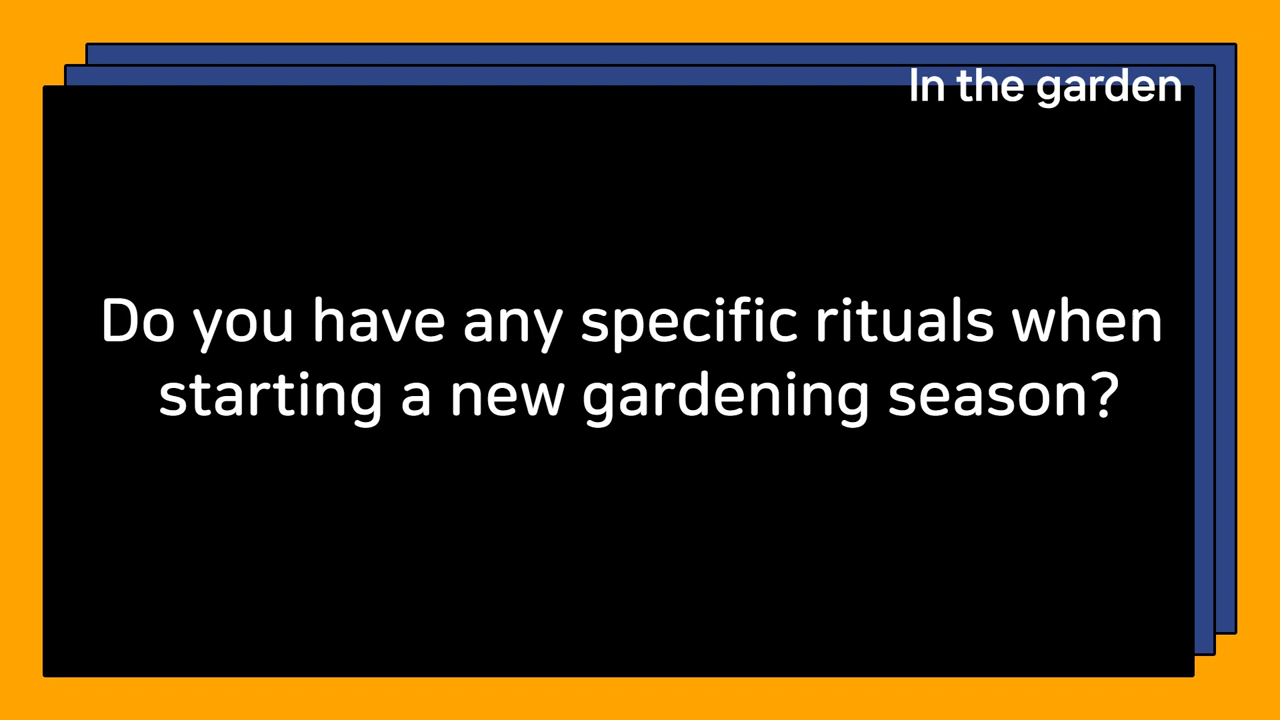 In the garden
Do you have any specific rituals when
starting a new gardening season?